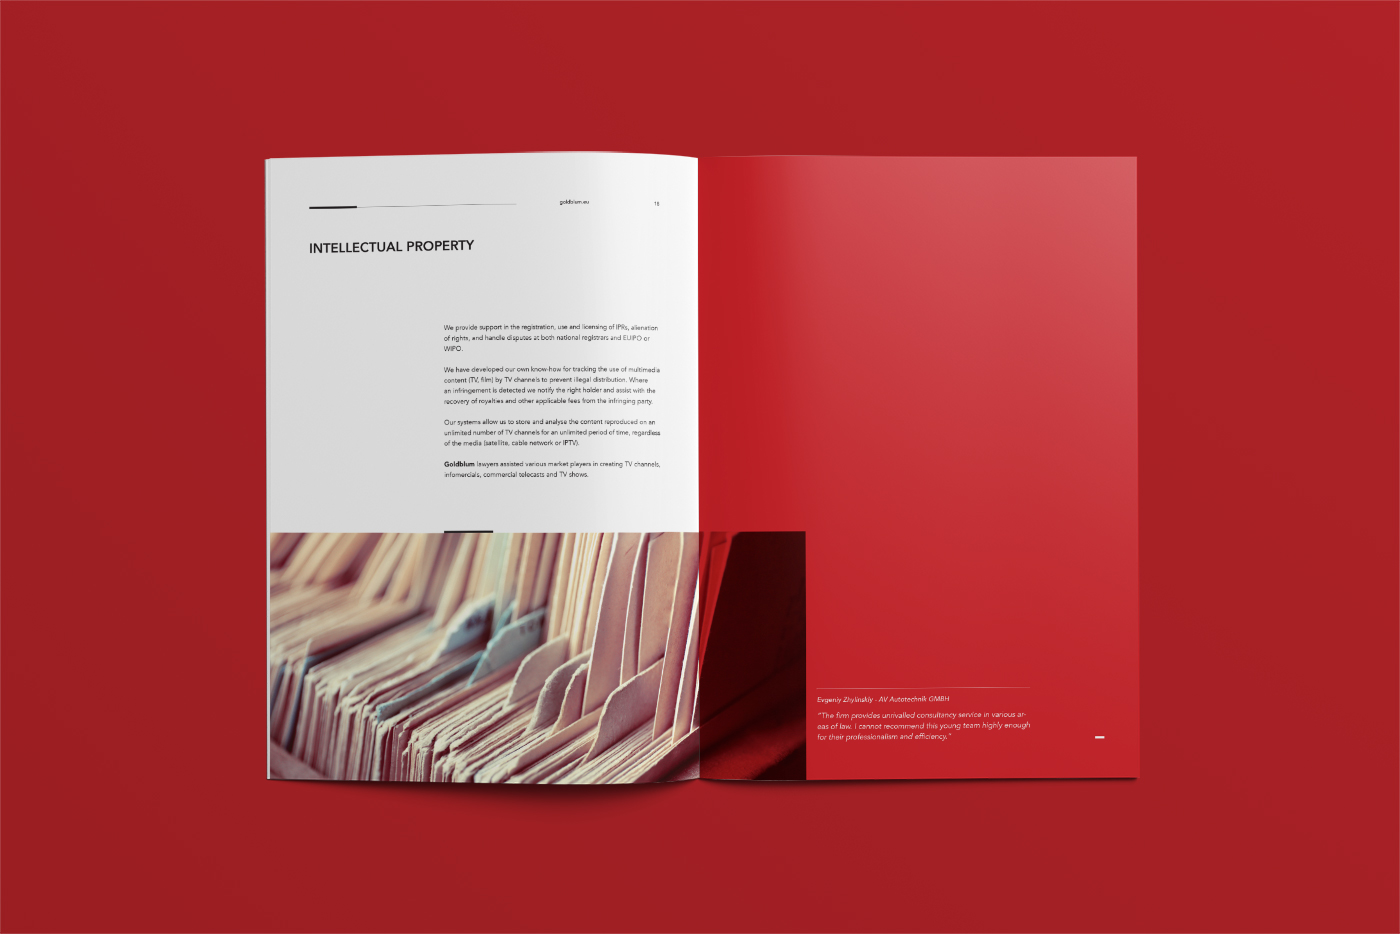 goldblum.eu
INTELLECTUAL PROPERTY
We provide support in the registration, use and licensing of IPRs, alienation
of rights, and handle disputes at both national registrars and EUIPO or
WIPO.
We have developed our own know-how for tracking the use of multimedia
content (TV, film) by TV channels to prevent illegal distribution. Where
an infringement is detected we notify the right holder and assist with the
recovery of royalties and other applicable fees from the infringing party.
Our systems allow us to store and analyse the content reproduced on an
unlimited number of TV channels for an unlimited period of time, regardless
of the media (satellite, cable network or IPTV).
Goldblum lawyers assisted various market players in creating TV channels,
infomercials, commercial telecasts and TV shows.
Evgeniy Zhylinskiy - AV Autotechnik GMBH
"The firm provides unrivalled consultancy service in various ar-
eas of law. I cannot recommend this young team highly enough
for their professionalism and efficiency."